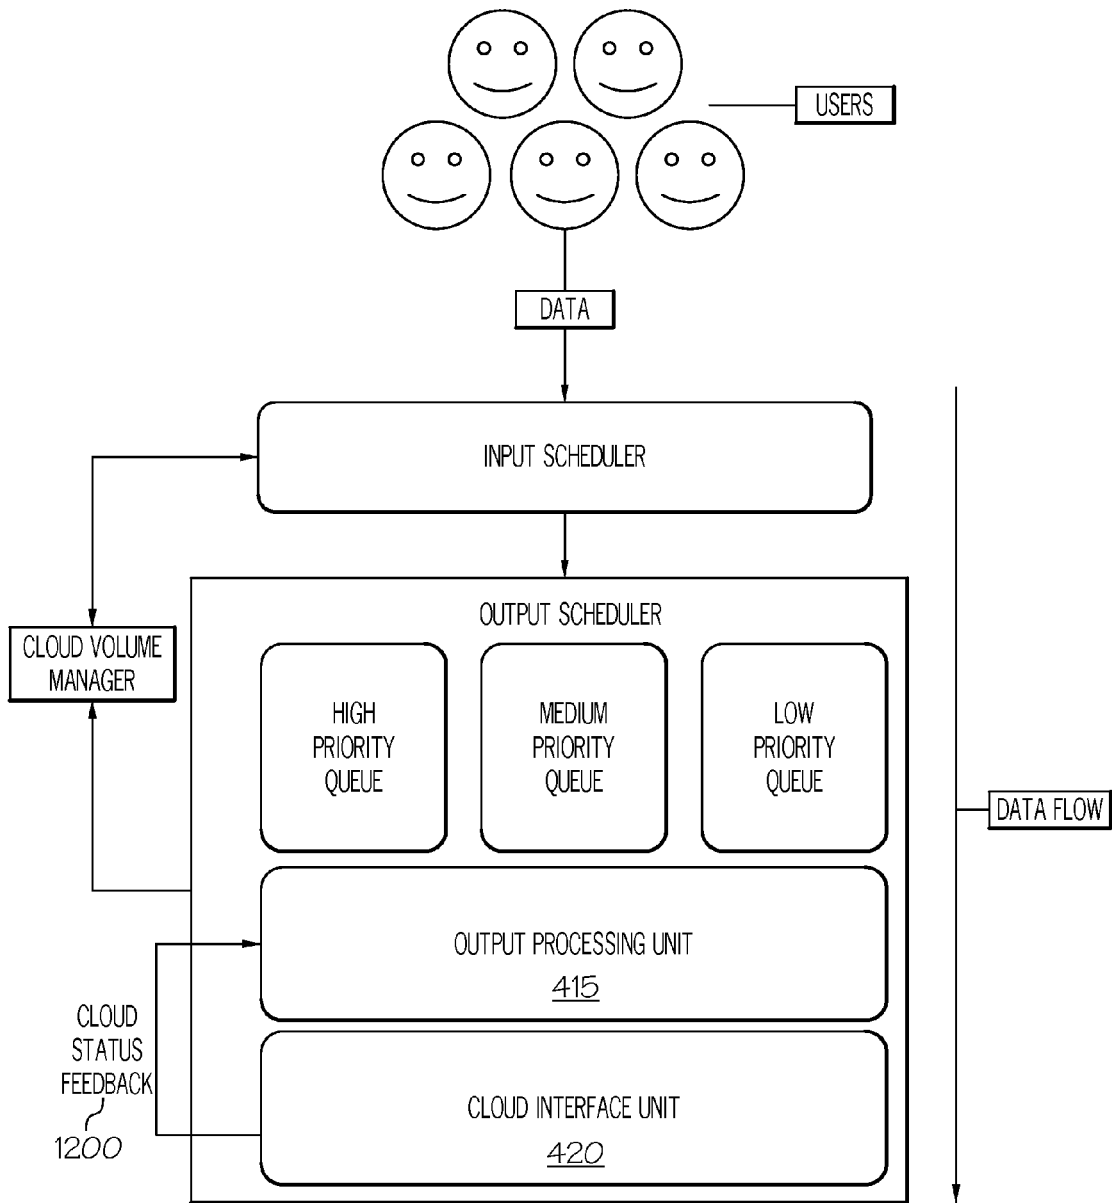 USERS
DATA
INPUT SCHEDULER
OUTPUT SCHEDULER
CLOUD VOLUME
MANAGER
HIGH
PRIORITY
QUEUE
MEDIUM
PRIORITY
QUEUE
LOW
PRIORITY
QUEUE
DATA FLOW
OUTPUT PROCESSING UNIT
415
CLOUD
STATUS
FEEDBACK
1200
CLOUD INTERFACE UNIT
420